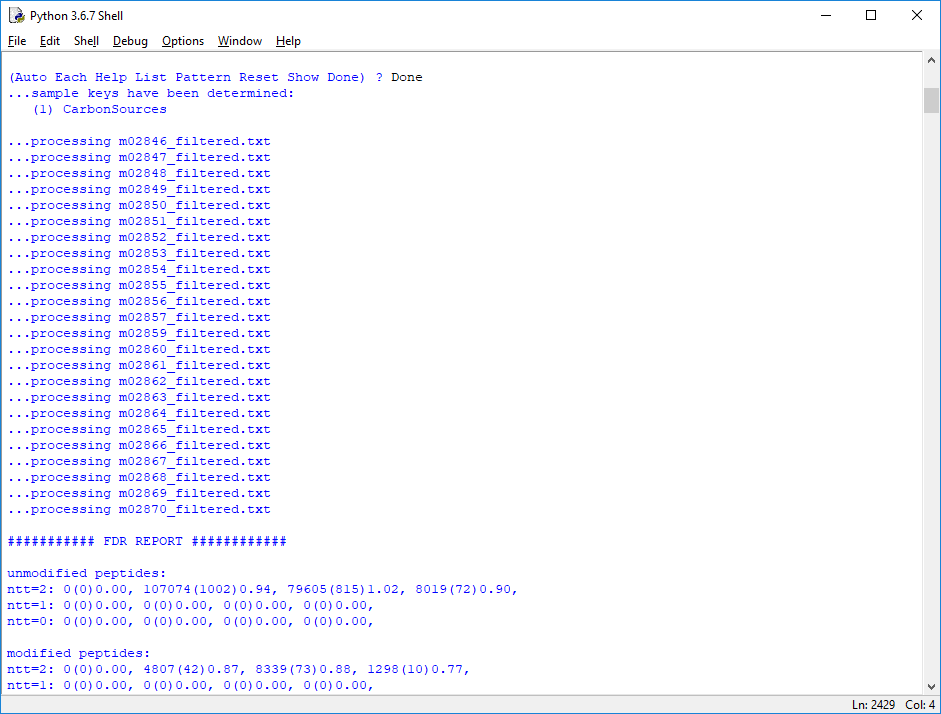 Python 3.6.7 Shell
File Edit Shell Debug Options Window Help
(Auto Each Help List Pattern Reset Show Done) ? Done
...sample keys have been determined:
   (1) CarbonSources
...processing m02846_filtered.txt
...processing m02847_filtered.txt
...processing m02848_filtered.txt
...processing m02849_filtered.txt
...processing m02850_filtered.txt
...processing m02851_filtered.txt
...processing m02852_filtered.txt
...processing m02853_filtered.txt
...processing m02854_filtered.txt
...processing m02855_filtered.txt
...processing m02856_filtered.txt
...processing m02857_filtered.txt
...processing m02859_filtered.txt
...processing m02860_filtered.txt
...processing m02861_filtered.txt
...processing m02862_filtered.txt
...processing m02863_filtered.txt
...processing m02864_filtered.txt
...processing m02865_filtered.txt
...processing m02866_filtered.txt
...processing m02867_filtered.txt
...processing m02868_filtered.txt
...processing m02869_filtered.txt
...processing m02870_filtered.txt
########### FDR REPORT ############
unmodified peptides:
ntt=2: 0(0)0.00, 107074(1002)0.94, 79605(815)1.02, 8019(72)0.90,
ntt=1: 0(0)0.00, 0(0)0.00, 0(0)0.00, 0(0)0.00,
ntt=0: 0(0)0.00, 0(0)0.00, 0(0)0.00, 0(0)0.00,
modified peptides:
ntt=2: 0(0)0.00, 4807(42)0.87, 8339(73)0.88, 1298(10)0.77,
ntt=1: 0(0)0.00, 0(0)0.00, 0(0)0.00, 0(0)0.00,
Ln: 2429 Col: 4